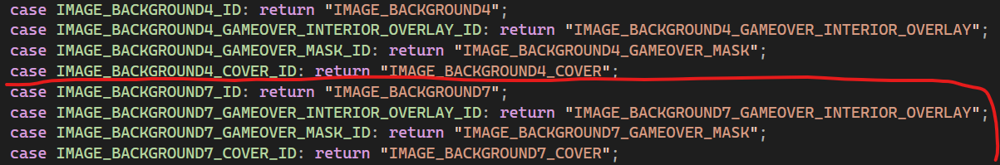 case IMAGE_BACKGROUND4_ID: return "IMAGE_BACKGROUND4";
case IMAGE_BACKGROUND4_GAMEOVER_INTERIOR_OVERLAY_ID: return "IMAGE_BACKGROUND4_GAMEOVER_INTERIOR_OVERLAY";
case IMAGE_BACKGROUND4_GAMEOVER_MASK_ID: return "IMAGE_BACKGROUND4_GAMEOVER_MASK";
case IMAGE_BACKGROUND4_COVER_ID: return "IMAGE_BACKGROUND4_COVER";
case IMAGE_BACKGROUND7_ID: return "IMAGE_BACKGROUND7";
case IMAGE_BACKGROUND7_GAMEOVER_INTERIOR_OVERLAY_ID: return "IMAGE_BACKGROUND7_GAMEOVER_INTERIOR_OVERLAY";
case IMAGE_BACKGROUND7_GAMEOVER_MASK_ID: return "IMAGE_BACKGROUND7_GAMEOVER_MASK";
case IMAGE_BACKGROUND7_COVER_ID: return "IMAGE_BACKGROUND7_COVER";